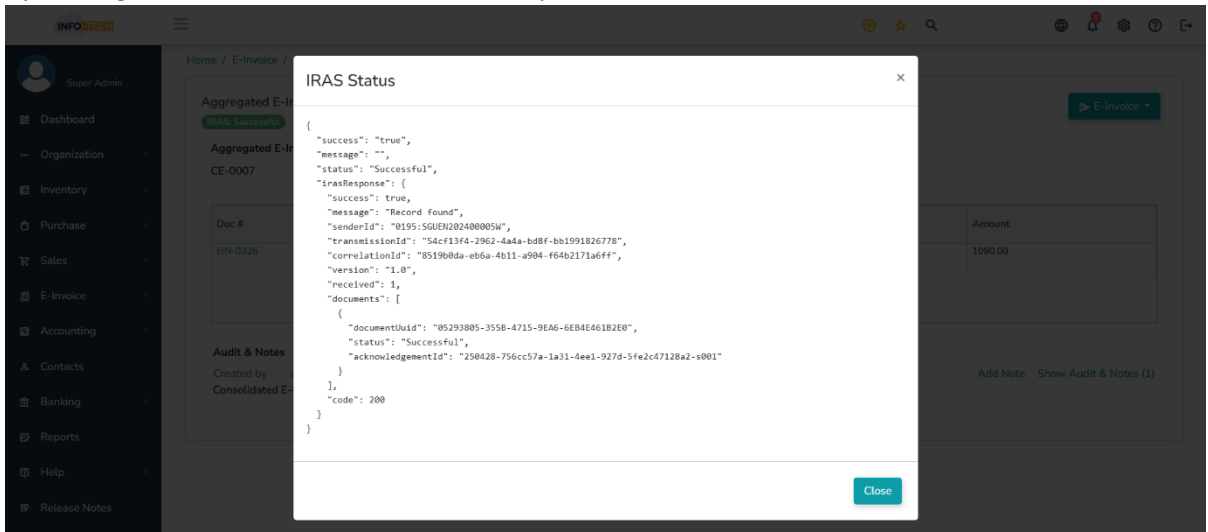 INFO-TECH
Super Admin
Dashboard
Organization
Inventory
Purchase
Sales
E-Invoice
Accounting
Contacts
Banking
Reports
Help
Release Notes
Home / E-Invoice /
Aggregated E-In
IRAS: Successful
E-Invoice
Aggregated E-In
CE-0007
Doc #
Amount
EIN-0026
1090.00
Audit & Notes
Created by
Consolidated E-
Add Note Show Audit & Notes (1)
IRAS Status
×
{
"success": "true",
"message": "",
"status": "Successful",
"irasResponse": {
"success": true,
"message": "Record found",
"senderId": "0195:SGUEN202400005W",
"transmissionId": "54cf13f4-2962-4a4a-bd8f-bb1991826778",
"correlationId": "8519b0da-eb6a-4b11-a904-f64b2171a6ff",
"version": "1.0",
"received": 1,
"documents": [
{
"documentUuid": "05293805-355B-4715-9EA6-6EB4E461B2E0",
"status": "Successful",
"acknowledgementId": "250428-756cc57a-1a31-4ee1-927d-5fe2c47128a2-s001"
}
],
"code": 200
}
}
Close